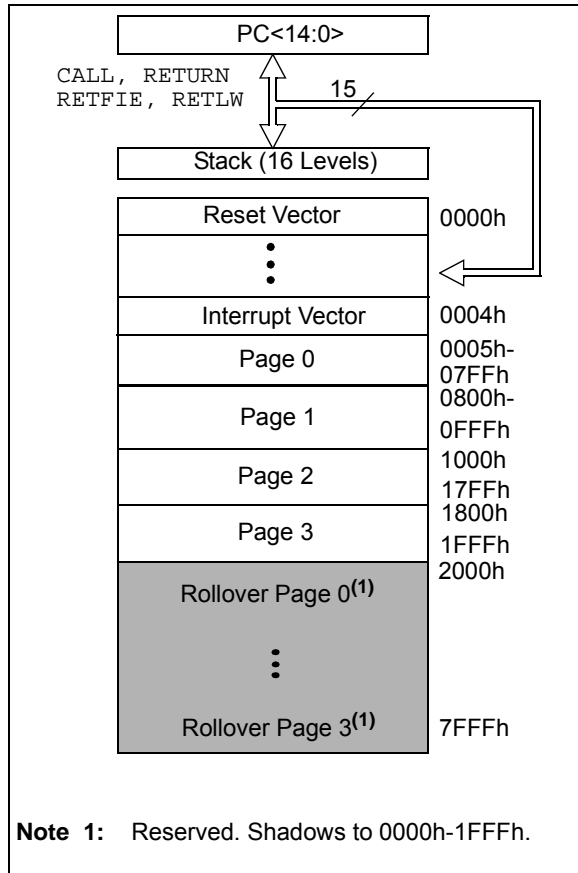 PC<14:0>
CALL, RETURN
RETFIE, RETLW
15
Stack (16 Levels)
Reset Vector
0000h
Interrupt Vector
0004h
Page 0
0005h-
07FFh
Page 1
0800h-
0FFFh
Page 2
1000h
17FFh
Page 3
1800h
1FFFh
Rollover Page 0(1)
2000h
Rollover Page 3(1)
7FFFh
Note 1: Reserved. Shadows to 0000h-1FFFh.